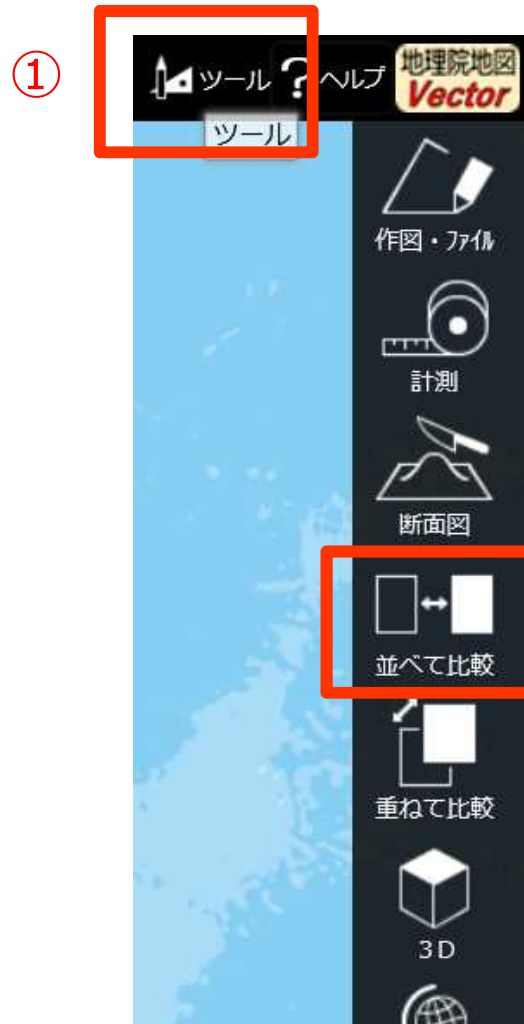 ①
ツール
ヘルプ
地理院地図
Vector
ツール
作図・ファイル
計測
断面図
並べて比較
重ねて比較
3D